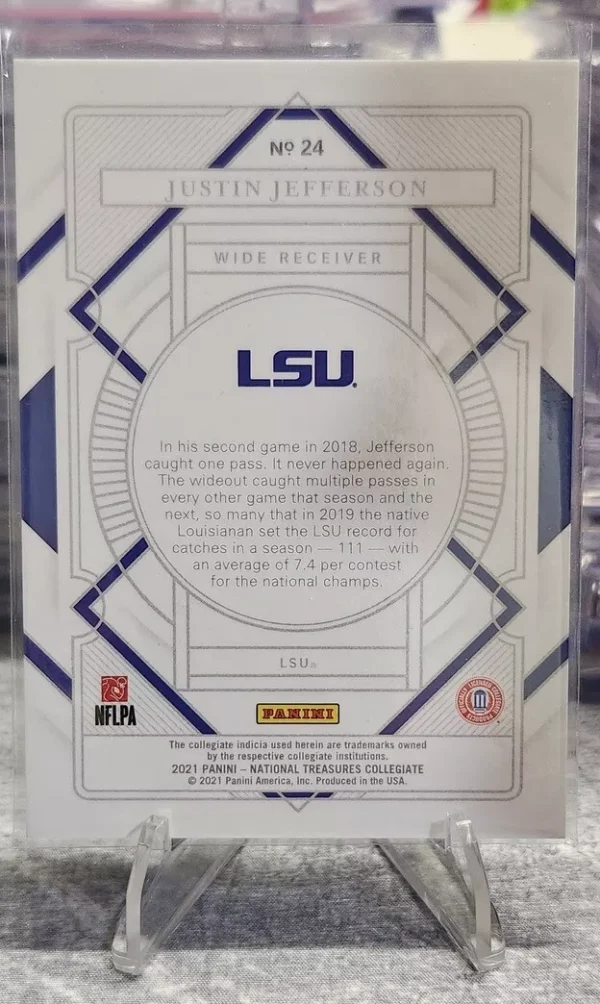 Nº 24
JUSTIN JEFFERSON
WIDE RECEIVER
LSU.
In his second game in 2018, Jefferson
caught one pass. It never happened again.
The wideout caught multiple passes in
every other game that season and the
next, so many that in 2019 the native
Louisianan set the LSU record for
catches in a season — 111 — with
an average of 7.4 per contest
for the national champs.
LSU®
NFLPA
PANINI
OFFICIALLY LICENSED COLLEGIATE PRODUCTS
The collegiate indicia used herein are trademarks owned
by the respective collegiate institutions.
2021 PANINI – NATIONAL TREASURES COLLEGIATE
© 2021 Panini America, Inc. Produced in the USA.